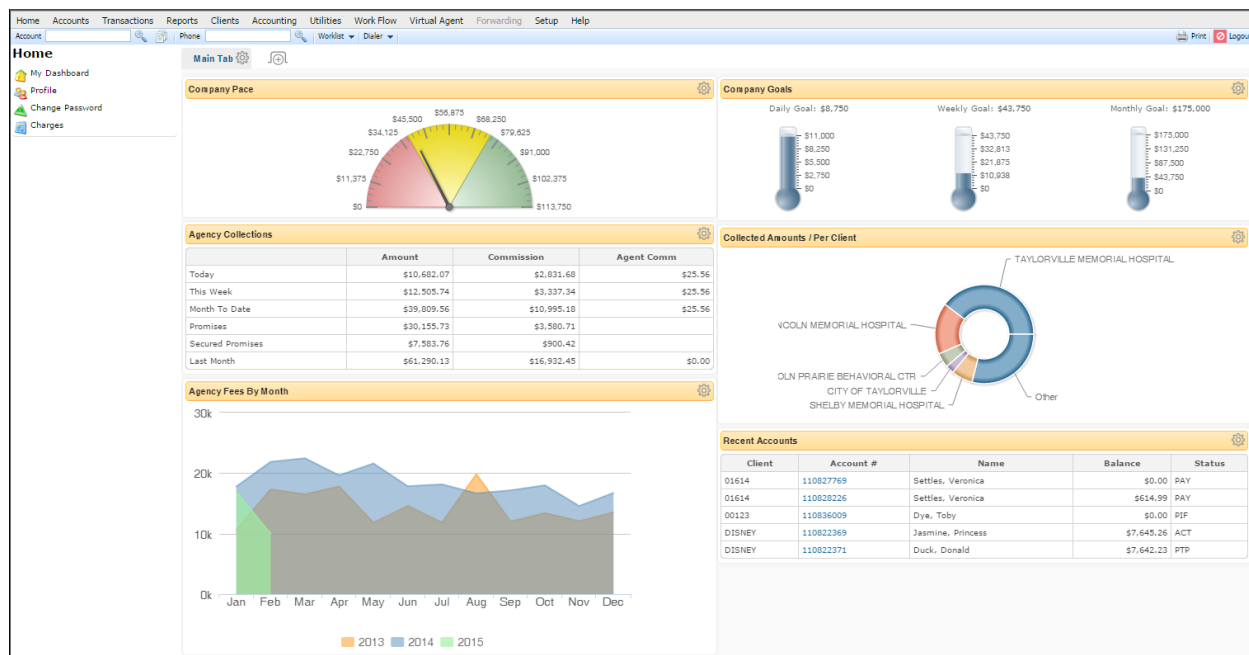 Home Accounts Transactions Reports Clients Accounting Utilities Work Flow Virtual Agent Forwarding Setup Help
Account Phone Worklist Dialer Print Logou
Home
My Dashboard
Profile
Change Password
Charges
Main Tab
Company Pace
$0
$11,375
$22,750
$34,125
$45,500
$56,875
$68,250
$79,625
$91,000
$102,375
$113,750
Agency Collections
Amount Commission Agent Comm
Today $10,682.07 $2,831.68 $25.56
This Week $12,505.74 $3,337.34 $25.56
Month To Date $39,809.56 $10,995.18 $25.56
Promises $30,155.73 $3,580.71
Secured Promises $7,583.76 $900.42
Last Month $61,290.13 $16,932.45 $0.00
Agency Fees By Month
30k
20k
10k
0k
Jan Feb Mar Apr May Jun Jul Aug Sep Oct Nov Dec
2013 2014 2015
Company Goals
Daily Goal: $8,750 Weekly Goal: $43,750 Monthly Goal: $175,000
$11,000 $43,750 $175,000
$8,250 $32,813 $131,250
$5,500 $21,875 $87,500
$2,750 $10,938 $43,750
$0 $0 $0
Collected Amounts / Per Client
TAYLORVILLE MEMORIAL HOSPITAL
NCOLN MEMORIAL HOSPITAL
OLN PRAIRIE BEHAVIORAL CTR
CITY OF TAYLORVILLE
SHELBY MEMORIAL HOSPITAL
Other
Recent Accounts
Client Account # Name Balance Status
01614 110827769 Settles, Veronica $0.00 PAY
01614 110828226 Settles, Veronica $614.99 PAY
00123 110836009 Dye, Toby $0.00 PIF
DISNEY 110822369 Jasmine, Princess $7,645.26 ACT
DISNEY 110822371 Duck, Donald $7,642.23 PTP